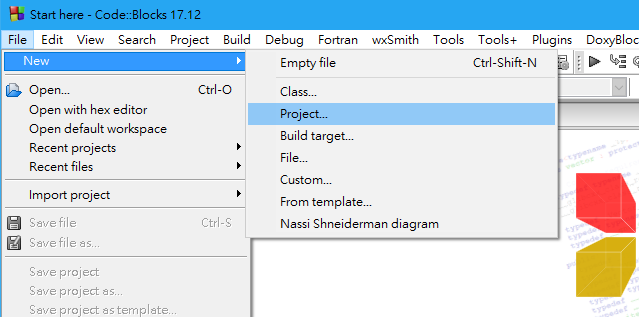 Start here - Code::Blocks 17.12
File Edit View Search Project Build Debug Fortran wxSmith Tools Tools+ Plugins DoxyBlock
New
Empty file Ctrl-Shift-N
Class...
Project...
Build target...
File...
Custom...
From template...
Nassi Shneiderman diagram
Open... Ctrl-O
Open with hex editor
Open default workspace
Recent projects
Recent files
Import project
Save file Ctrl-S
Save file as...
Save project
Save project as...
Save project as template...